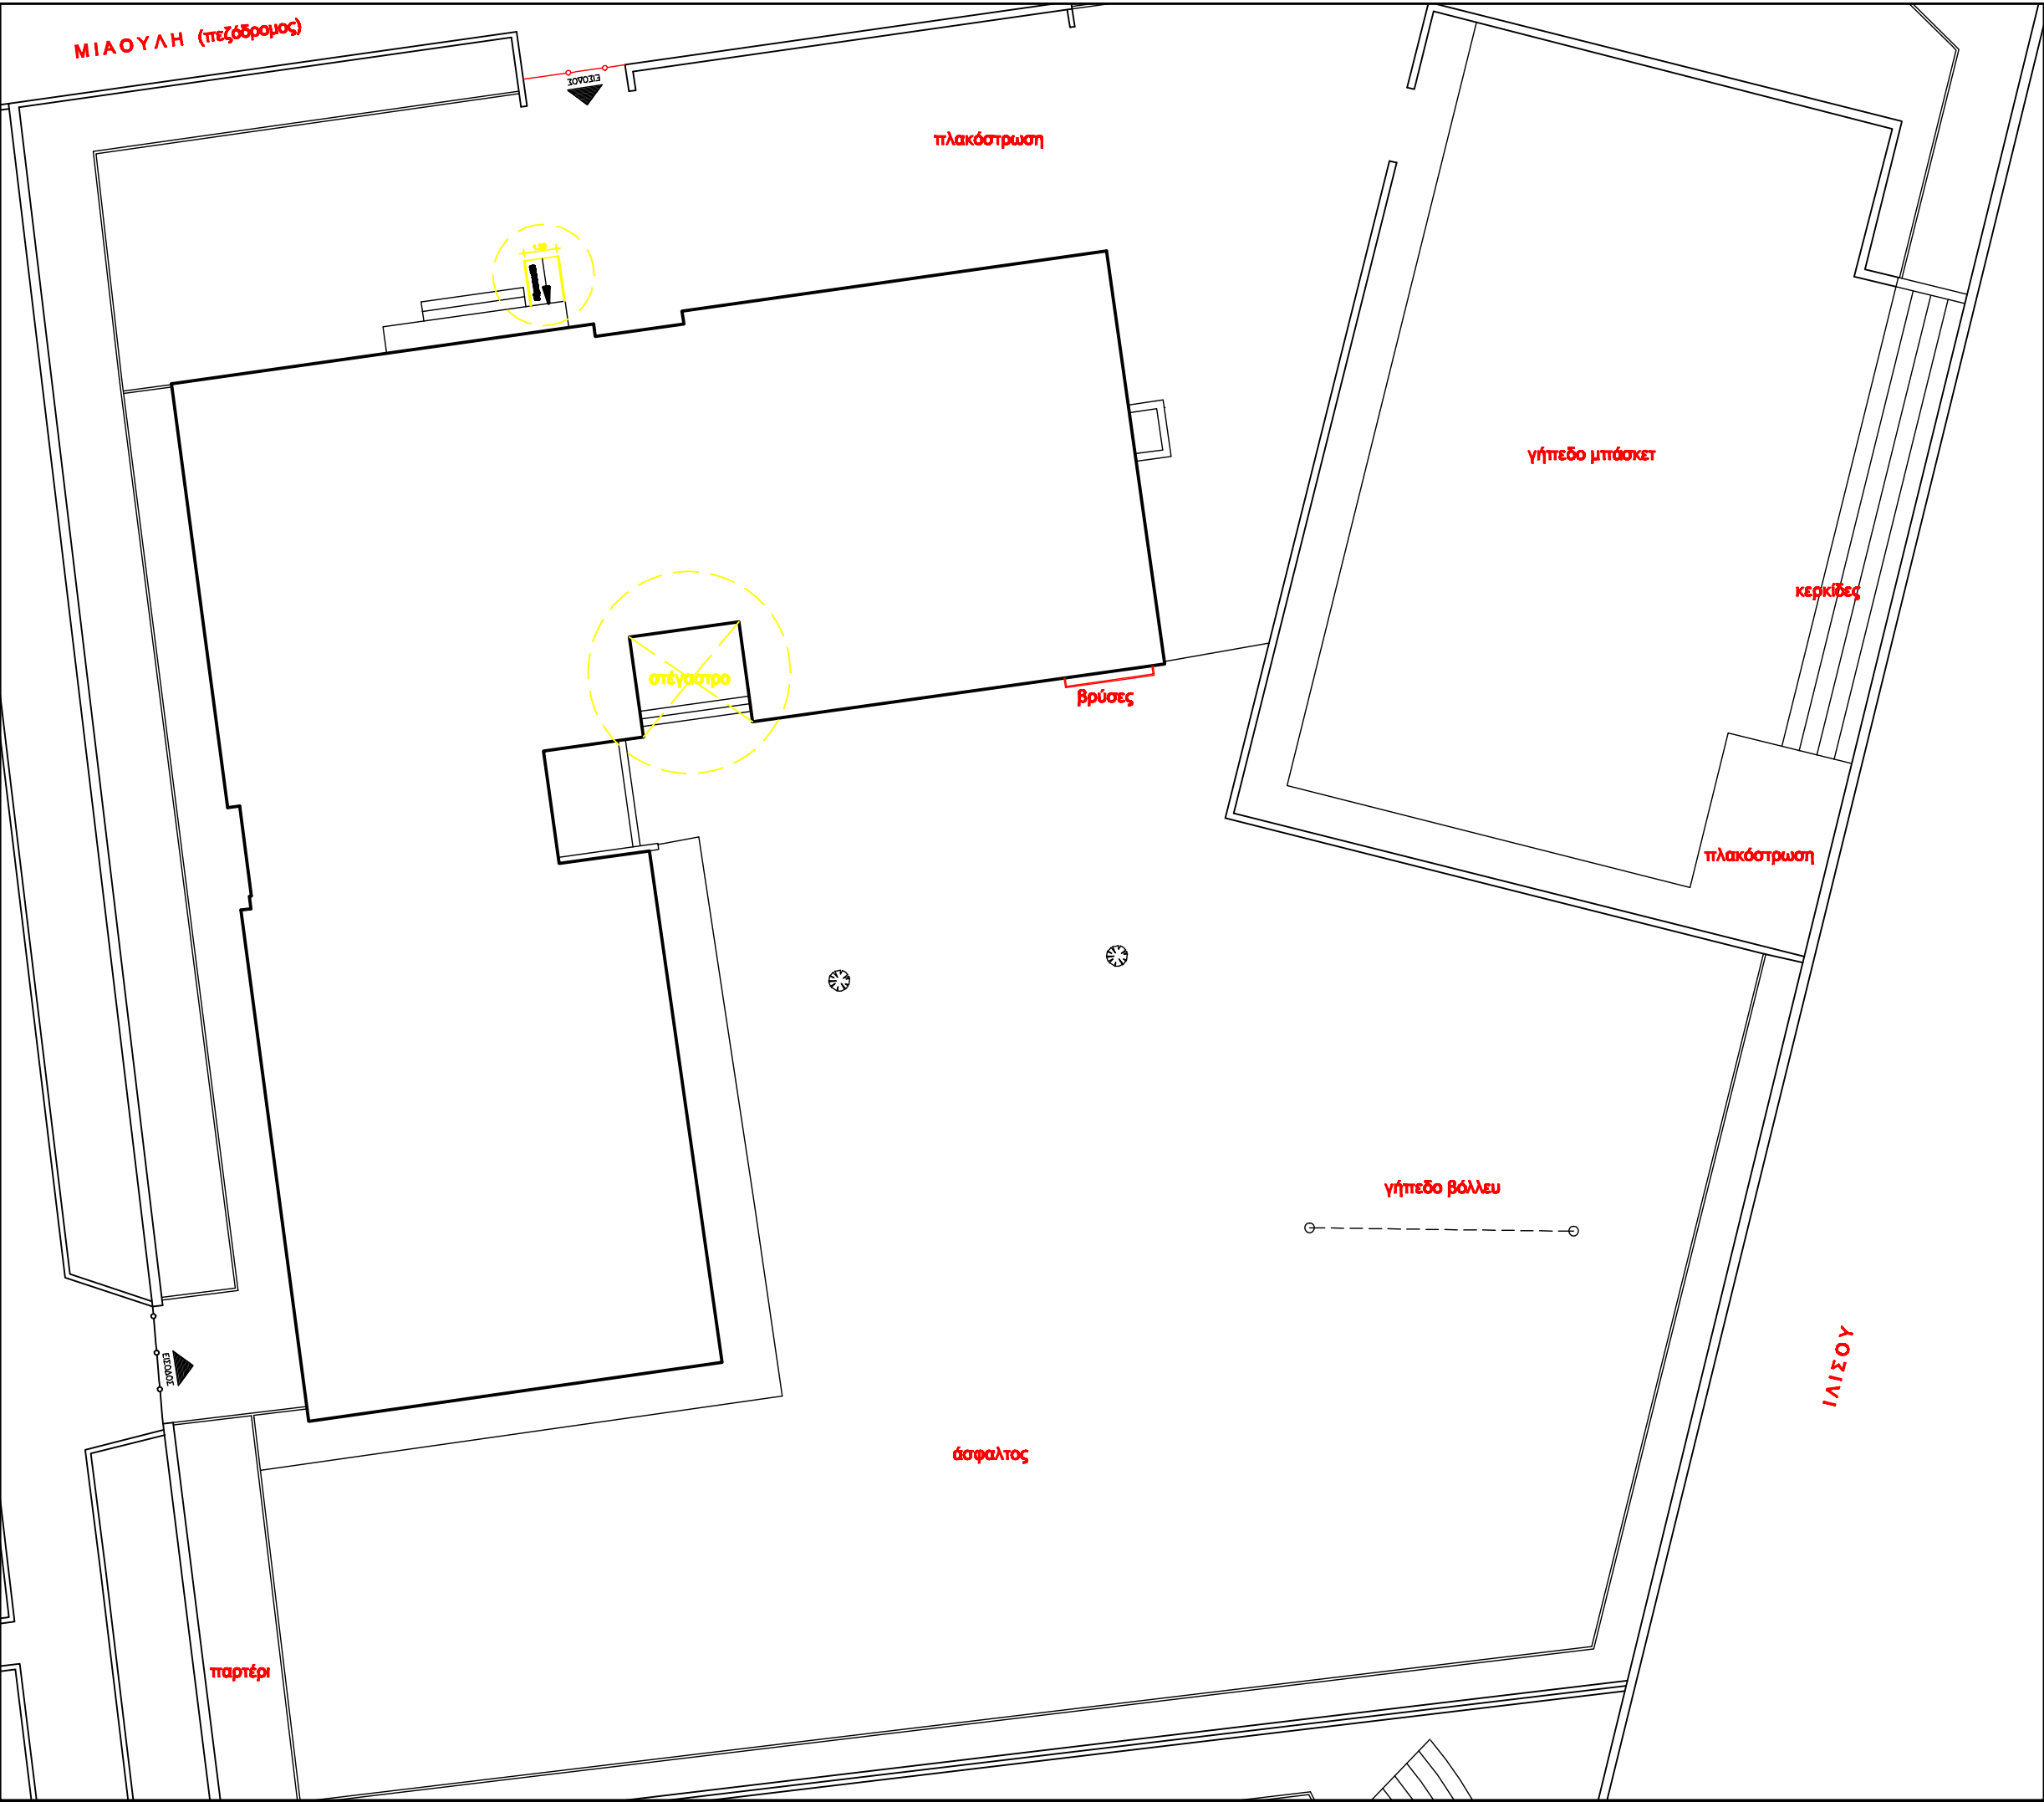 ΜΙΑΟΥΛΗ (πεζόδρομος)
ΕΙΣΟΔΟΣ
πλακόστρωση
γήπεδο μπάσκετ
κερκίδες
στέγαστρο
βρύσες
πλακόστρωση
γήπεδο βόλλευ
ΕΙΣΟΔΟΣ
ΙΛΙΣΟΥ
άσφαλτος
παρτέρι